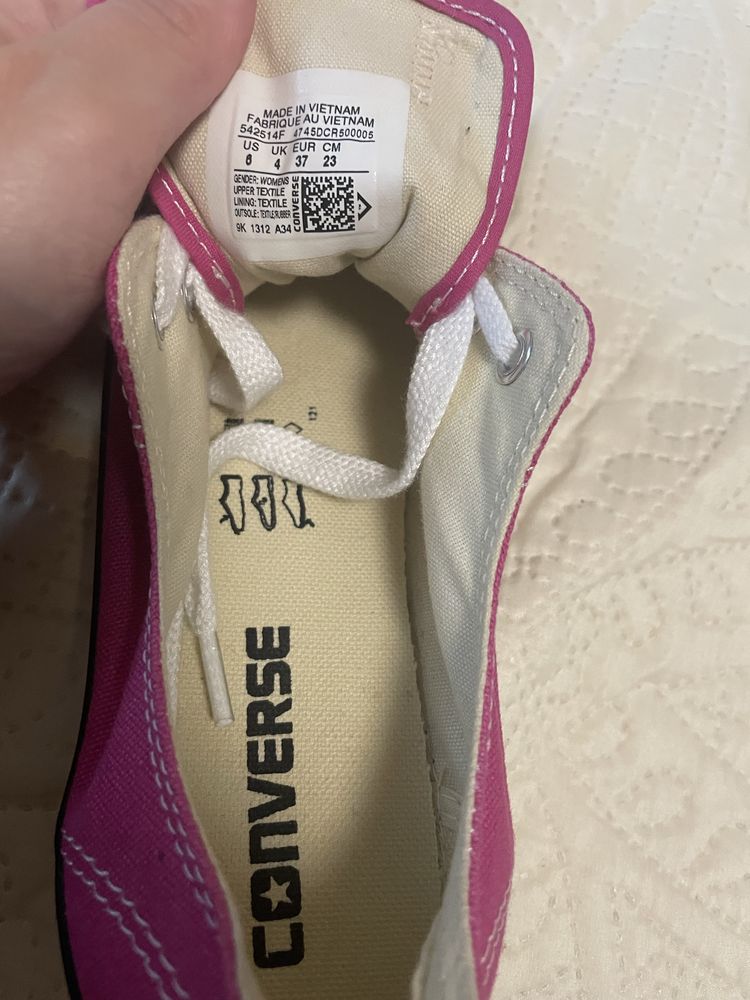 MADE IN VIETNAM
FABRIQUE AU VIETNAM
542514F 4745DCR500005
US UK EUR CM
6 4 37 23
GENDER: WOMENS
UPPER TEXTILE
LINING: TEXTILE
OUTSOLE: TEXTILE/RUBBER
CONVERSE
9K 1312 A34
CONVERSE